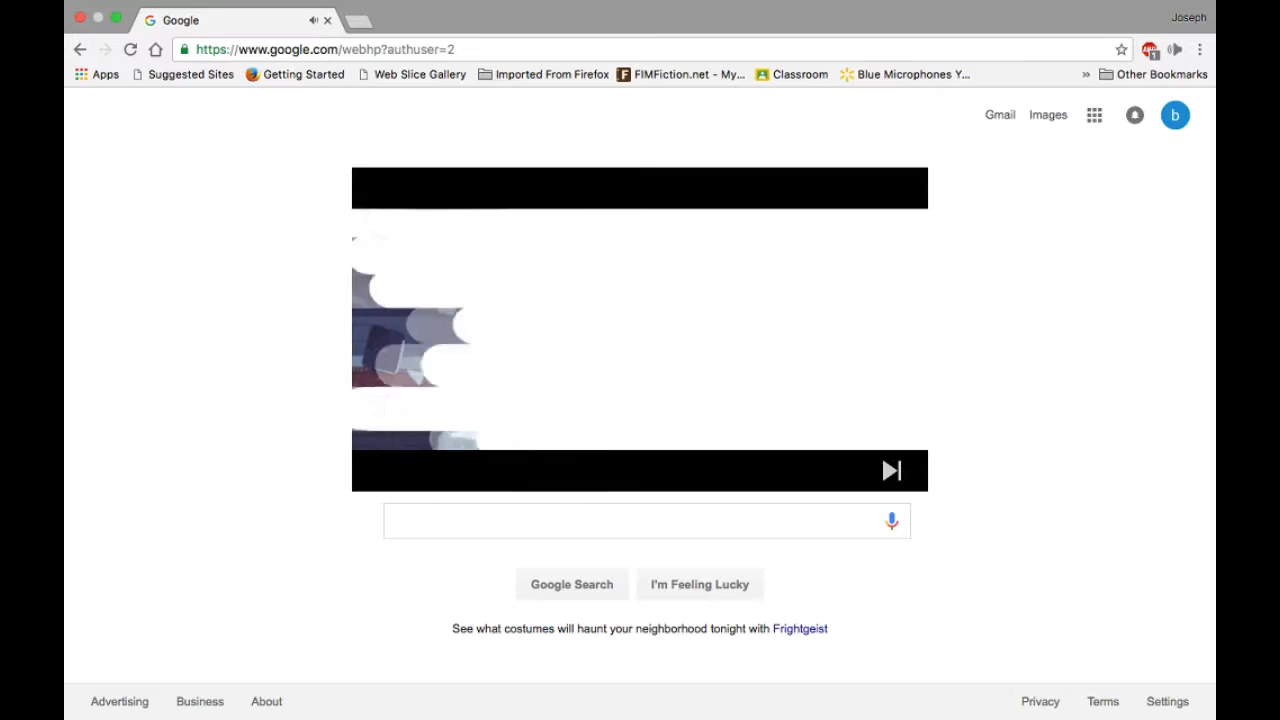 Google
Joseph
https://www.google.com/webhp?authuser=2
1
Apps Suggested Sites Getting Started Web Slice Gallery Imported From Firefox F FIMFiction.net - My... Classroom Blue Microphones Y... » Other Bookmarks
Gmail Images b
Google Search I'm Feeling Lucky
See what costumes will haunt your neighborhood tonight with Frightgeist
Advertising Business About Privacy Terms Settings